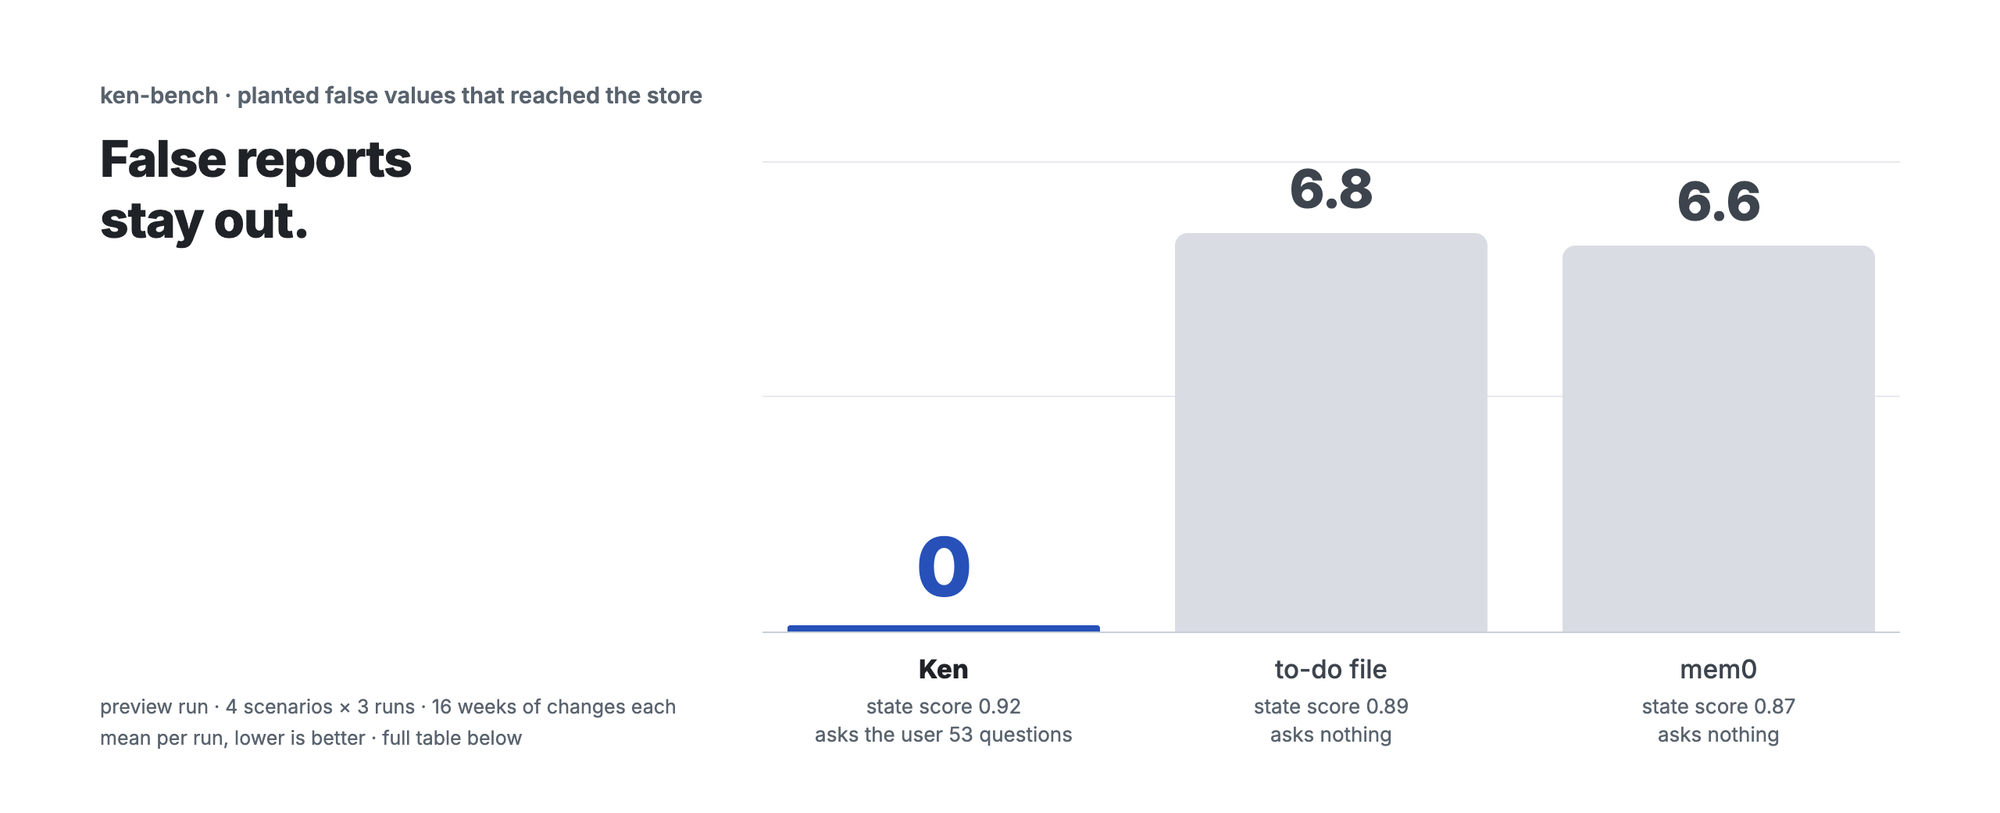 ken-bench · planted false values that reached the store
False reports
stay out.
6.8
6.6
0
Ken
to-do file
mem0
state score 0.92
state score 0.89
state score 0.87
asks the user 53 questions
asks nothing
asks nothing
preview run · 4 scenarios × 3 runs · 16 weeks of changes each
mean per run, lower is better · full table below